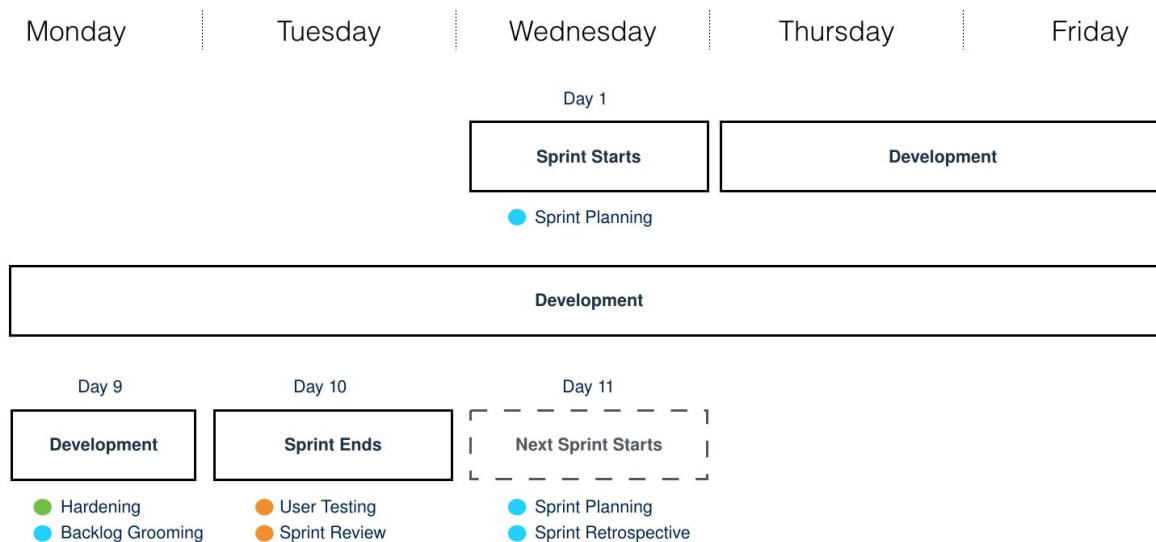 Monday Tuesday Wednesday Thursday Friday
Day 1
Sprint Starts Development
Sprint Planning
Development
Day 9 Day 10 Day 11
Development Sprint Ends Next Sprint Starts
Hardening User Testing Sprint Planning
Backlog Grooming Sprint Review Sprint Retrospective